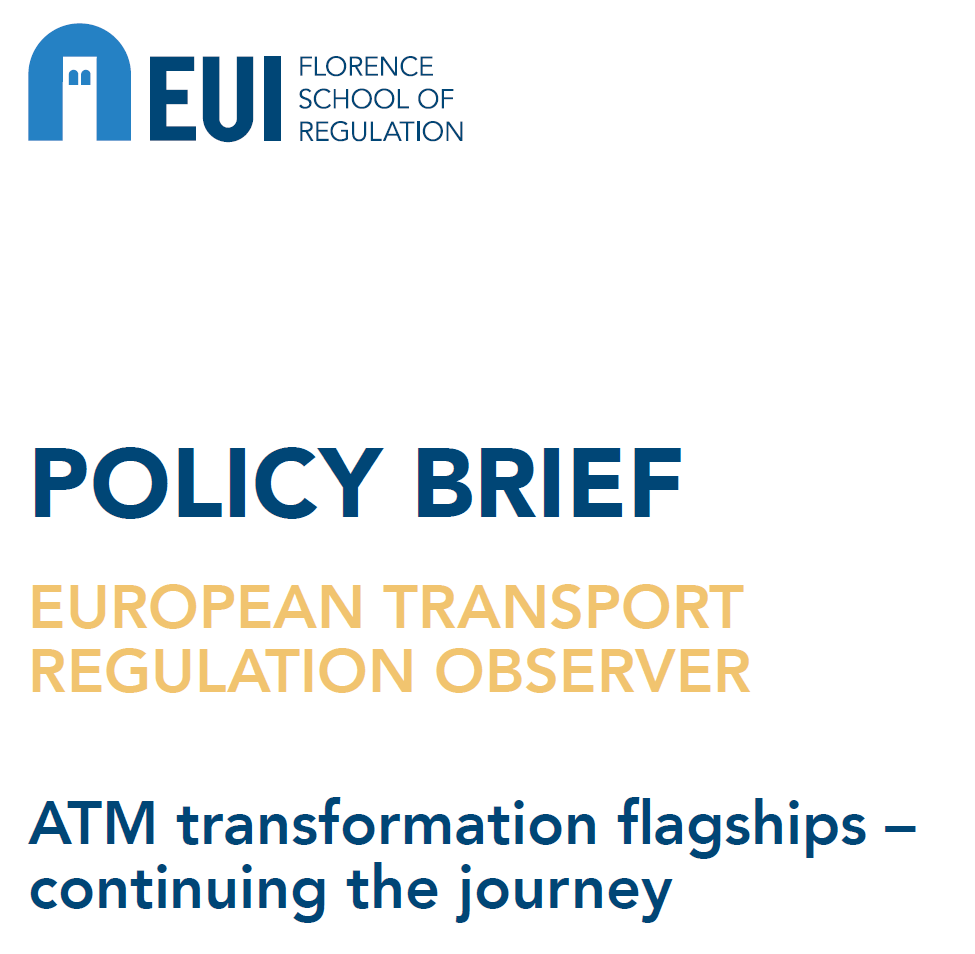 EUI
FLORENCE
SCHOOL OF
REGULATION
POLICY BRIEF
EUROPEAN TRANSPORT
REGULATION OBSERVER
ATM transformation flagships –
continuing the journey